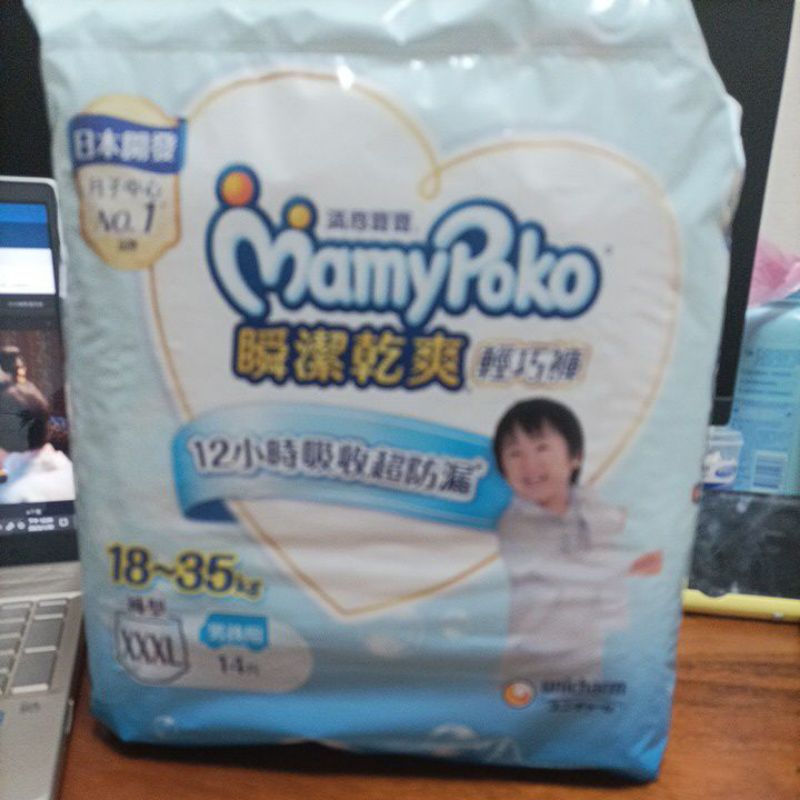 日本開發
月子中心
NO.1
滿意寶寶
MamyPoko
瞬潔乾爽 輕巧褲
12小時吸收超防漏
18~35kg
褲型
XXXL
男孩用
14片
unicharm
ユニ・チャーム